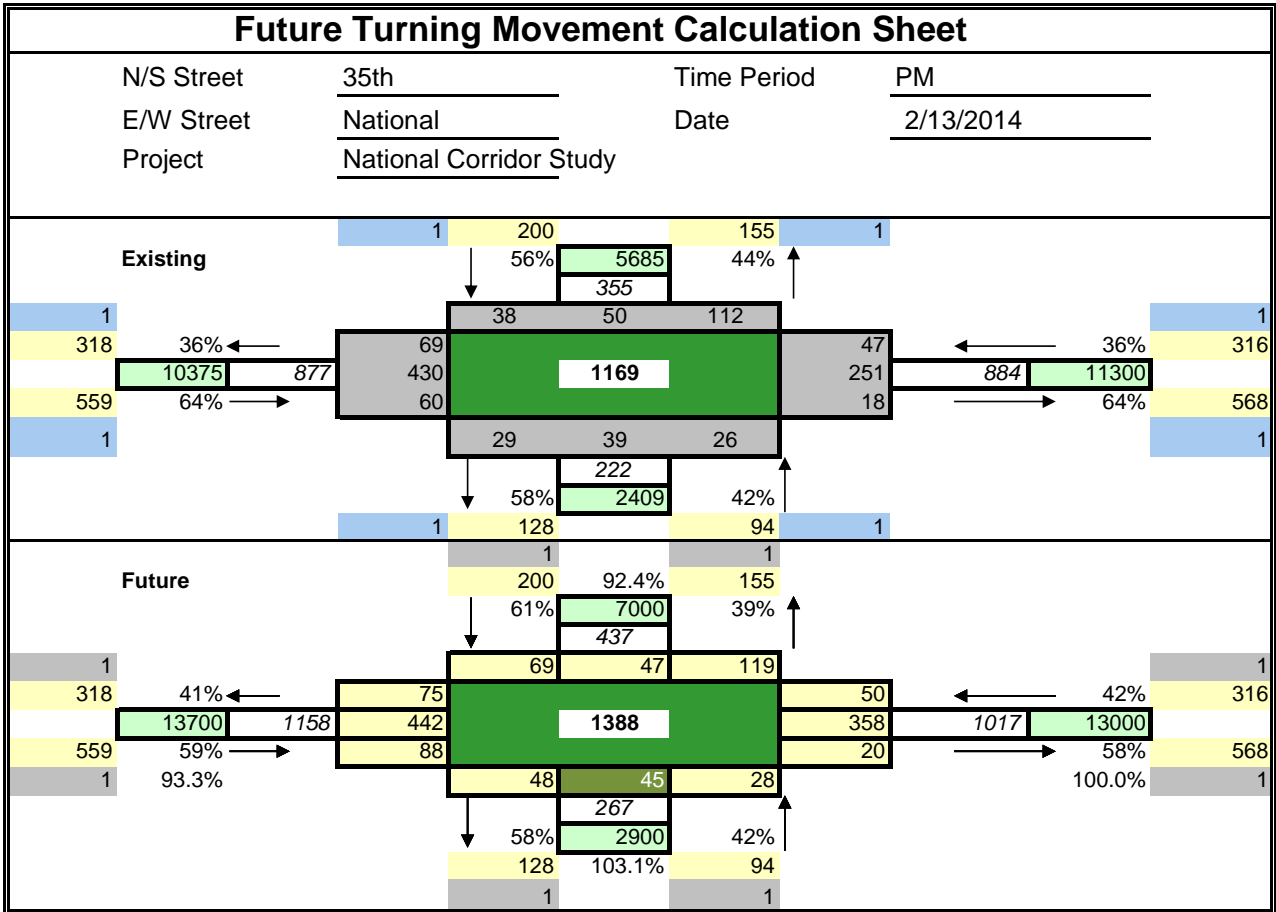 Future Turning Movement Calculation Sheet
N/S Street 35th Time Period PM
E/W Street National Date 2/13/2014
Project National Corridor Study
1 200 155 1
Existing 56% 5685 44%
355
1 38 50 112 1
318 36% 69 47 36% 316
10375 877 430 1169 251 884 11300
559 64% 60 18 64% 568
1 29 39 26 1
222
58% 2409 42%
1 128 94 1
1 1
Future 200 92.4% 155
61% 7000 39%
437
1 69 47 119 1
318 41% 75 50 42% 316
13700 1158 442 1388 358 1017 13000
559 59% 88 20 58% 568
1 93.3% 48 45 28 100.0% 1
267
58% 2900 42%
128 103.1% 94
1 1